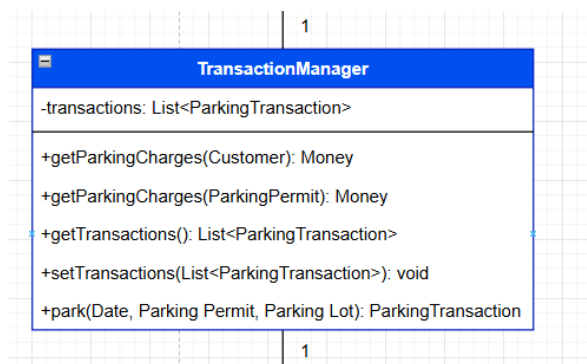 1
TransactionManager
-transactions: List<ParkingTransaction>
+getParkingCharges(Customer): Money
+getParkingCharges(ParkingPermit): Money
+getTransactions(): List<ParkingTransaction>
+setTransactions(List<ParkingTransaction>): void
+park(Date, Parking Permit, Parking Lot): ParkingTransaction
1